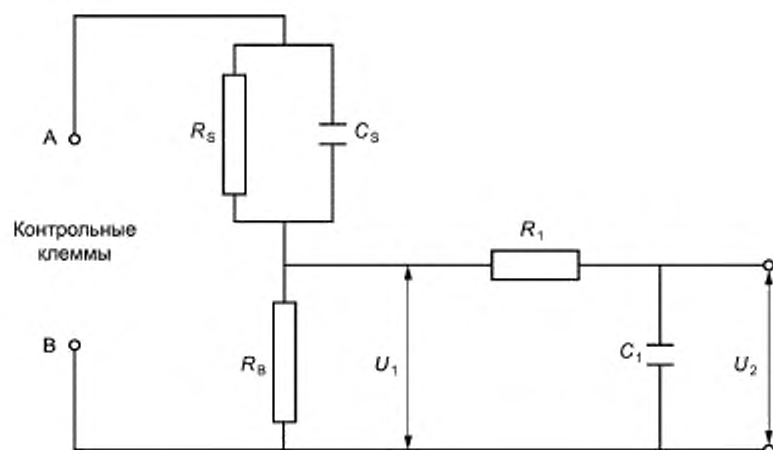 A
R_S
C_S
Контрольные
клеммы
R_1
B
R_B
U_1
C_1
U_2